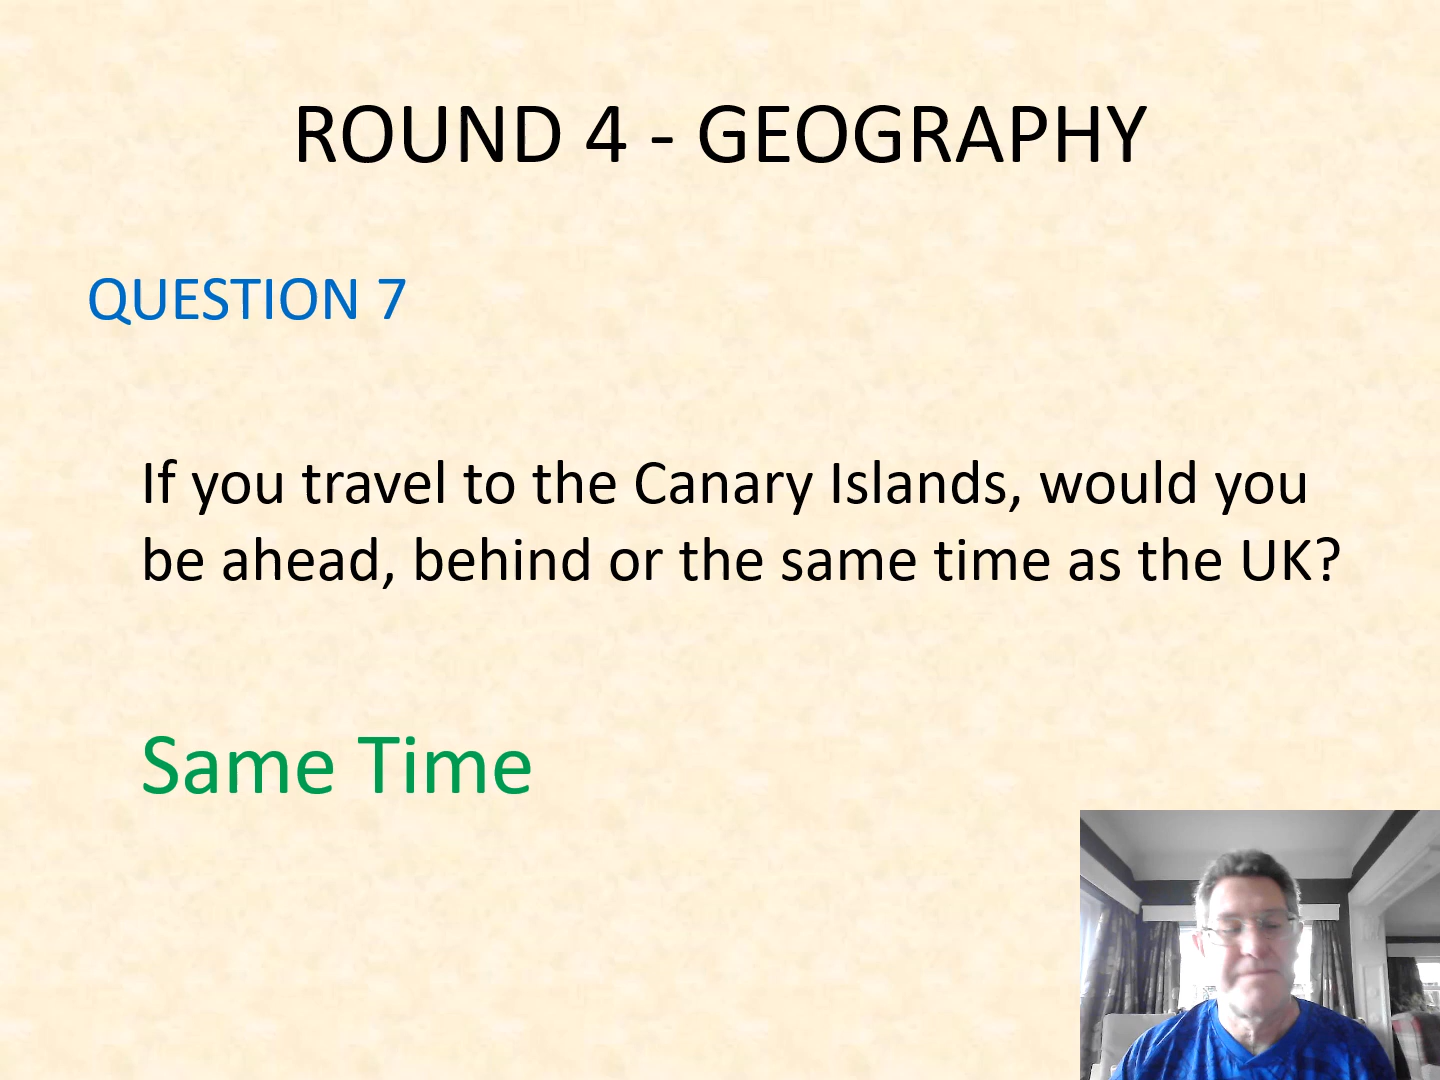 ROUND 4 - GEOGRAPHY
QUESTION 7
If you travel to the Canary Islands, would you
be ahead, behind or the same time as the UK?
Same Time